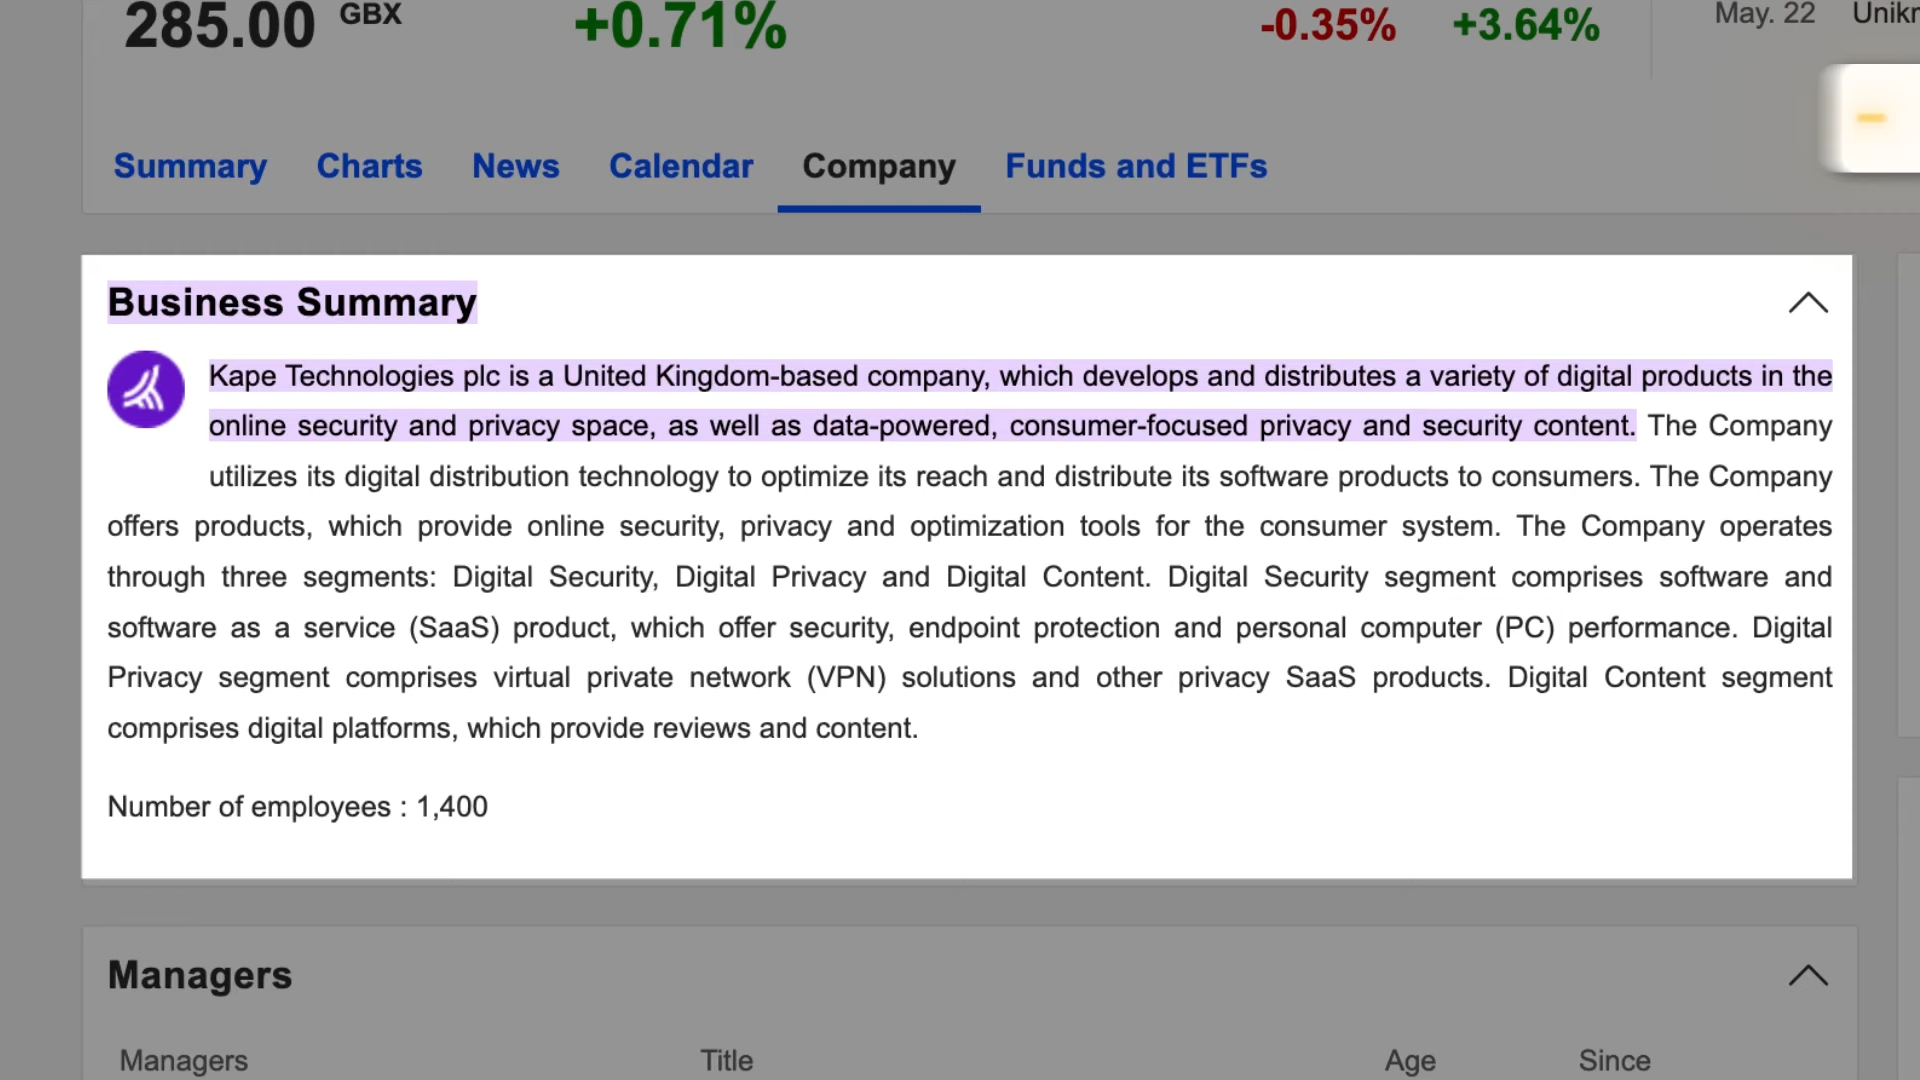 285.00 GBX +0.71% -0.35% +3.64% May. 22
Summary Charts News Calendar Company Funds and ETFs
Business Summary
Kape Technologies plc is a United Kingdom-based company, which develops and distributes a variety of digital products in the
online security and privacy space, as well as data-powered, consumer-focused privacy and security content. The Company
utilizes its digital distribution technology to optimize its reach and distribute its software products to consumers. The Company
offers products, which provide online security, privacy and optimization tools for the consumer system. The Company operates
through three segments: Digital Security, Digital Privacy and Digital Content. Digital Security segment comprises software and
software as a service (SaaS) product, which offer security, endpoint protection and personal computer (PC) performance. Digital
Privacy segment comprises virtual private network (VPN) solutions and other privacy SaaS products. Digital Content segment
comprises digital platforms, which provide reviews and content.
Number of employees : 1,400
Managers
Managers Title Age Since